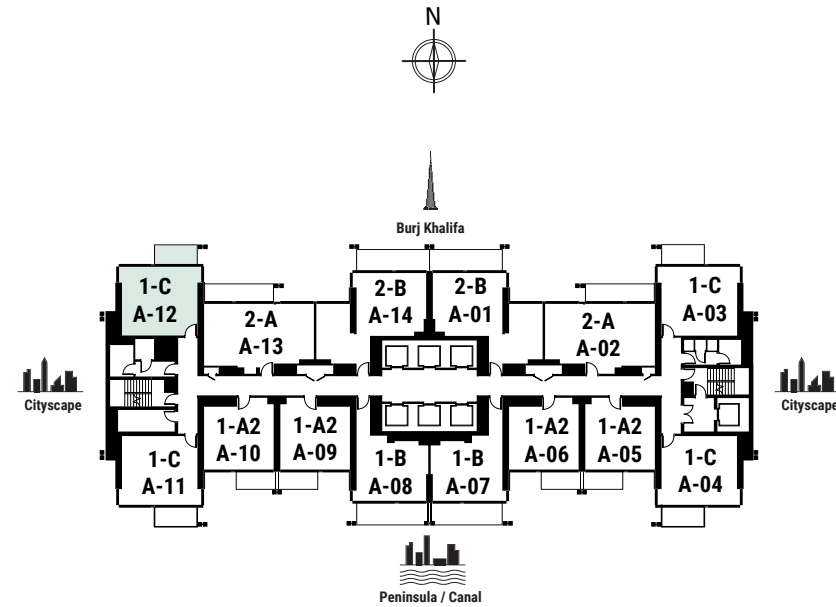 N
Burj Khalifa
1-C
A-12
2-A
A-13
2-B
A-14
2-B
A-01
2-A
A-02
1-C
A-03
Cityscape
Cityscape
1-C
A-11
1-A2
A-10
1-A2
A-09
1-B
A-08
1-B
A-07
1-A2
A-06
1-A2
A-05
1-C
A-04
Peninsula / Canal